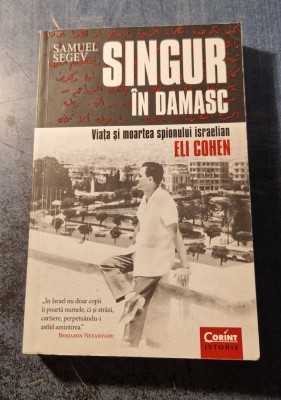 SAMUEL
SEGEV
SINGUR
ÎN DAMASC
Viața și moartea spionului israelian
ELI COHEN
„În Israel nu doar copii
îi poartă numele, ci și străzi,
cartiere, perpetuându-i
astfel amintirea.”
BENJAMIN NETANYAHU
CORINT
ISTORIE